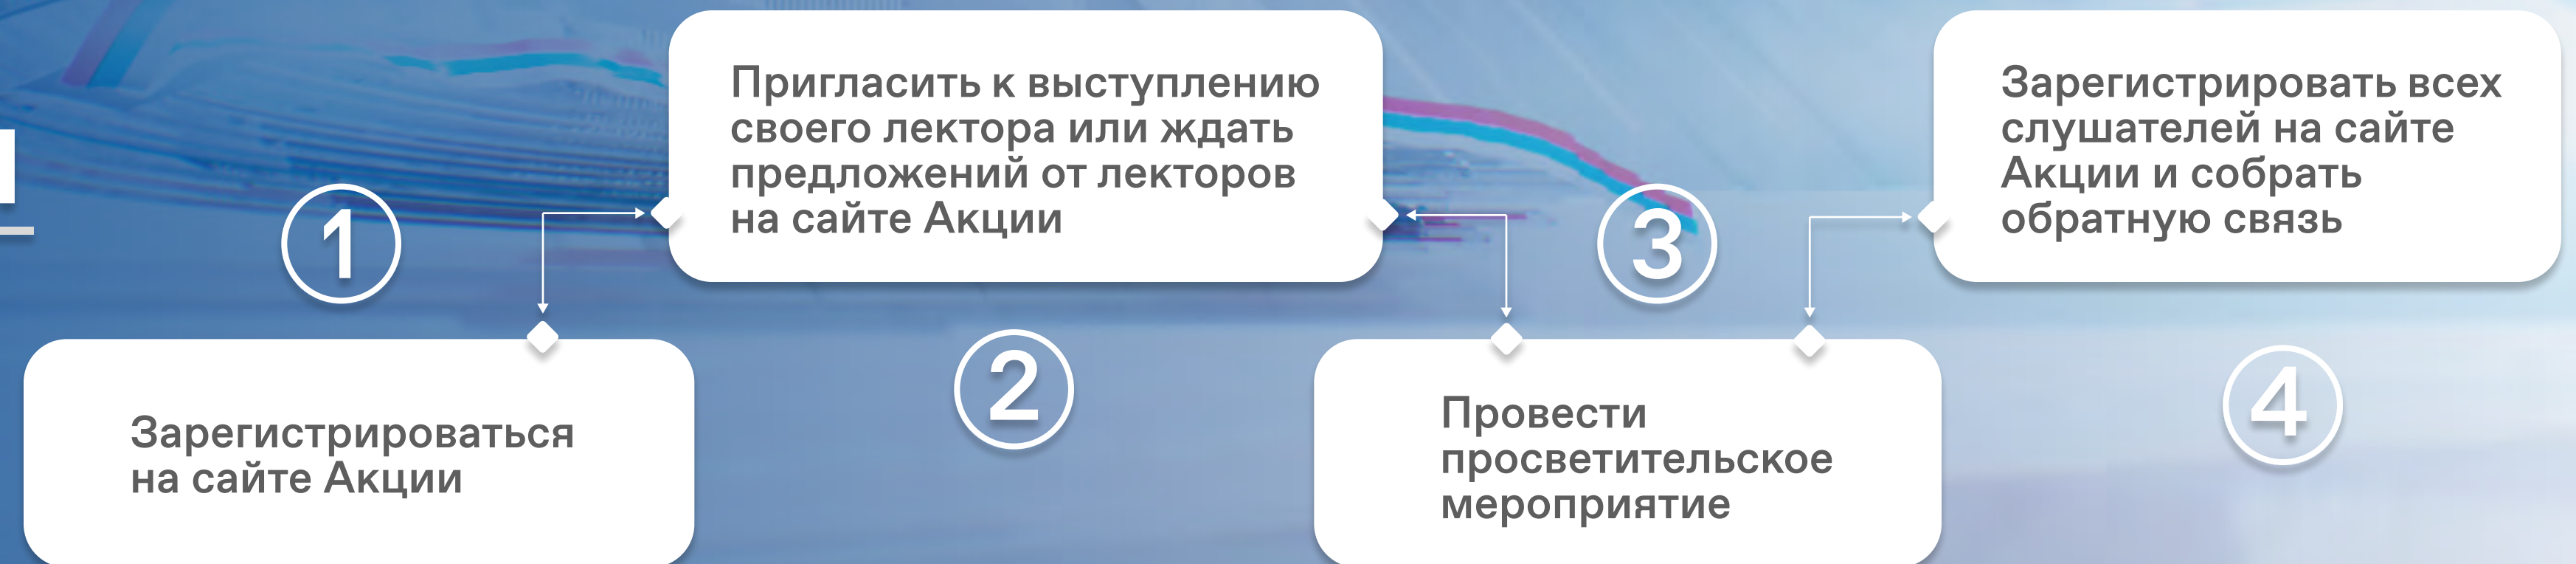 1
Зарегистрироваться
на сайте Акции
2
Пригласить к выступлению
своего лектора или ждать
предложений от лекторов
на сайте Акции
3
Провести
просветительское
мероприятие
4
Зарегистрировать всех
слушателей на сайте
Акции и собрать
обратную связь